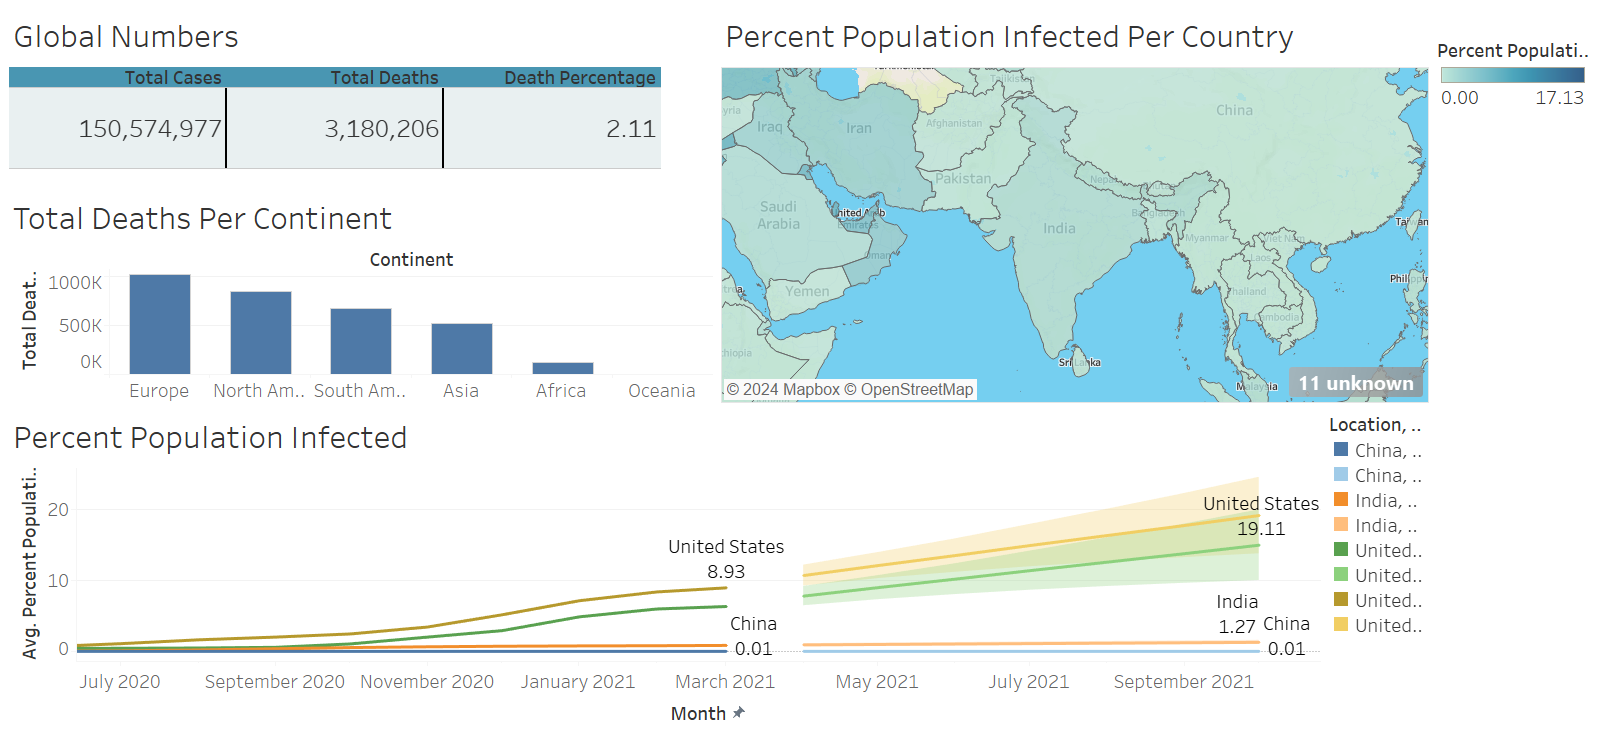 Global Numbers
Total Cases Total Deaths Death Percentage
150,574,977 3,180,206 2.11
Total Deaths Per Continent
Continent
Total Deat..
1000K
500K
0K
Europe North Am.. South Am.. Asia Africa Oceania
Percent Population Infected Per Country
Tajikistan
China
Iraq
Iran
Afghanistan
Pakistan
Nepal
Saudi
Arabia
United Arab
Emirates
India
Bangladesh
Myanmar
Viet Nam
Laos
Taiwan
Yemen
Thailand
Cambodia
Sri Lanka
Malaysia
© 2024 Mapbox © OpenStreetMap
11 unknown
Percent Populati..
0.00 17.13
Percent Population Infected
Avg. Percent Populati..
20
10
0
United States
8.93
China
0.01
United States
19.11
India
1.27
China
0.01
July 2020 September 2020 November 2020 January 2021 March 2021 May 2021 July 2021 September 2021
Month
Location, ..
China, ..
China, ..
India, ..
India, ..
United..
United..
United..
United..